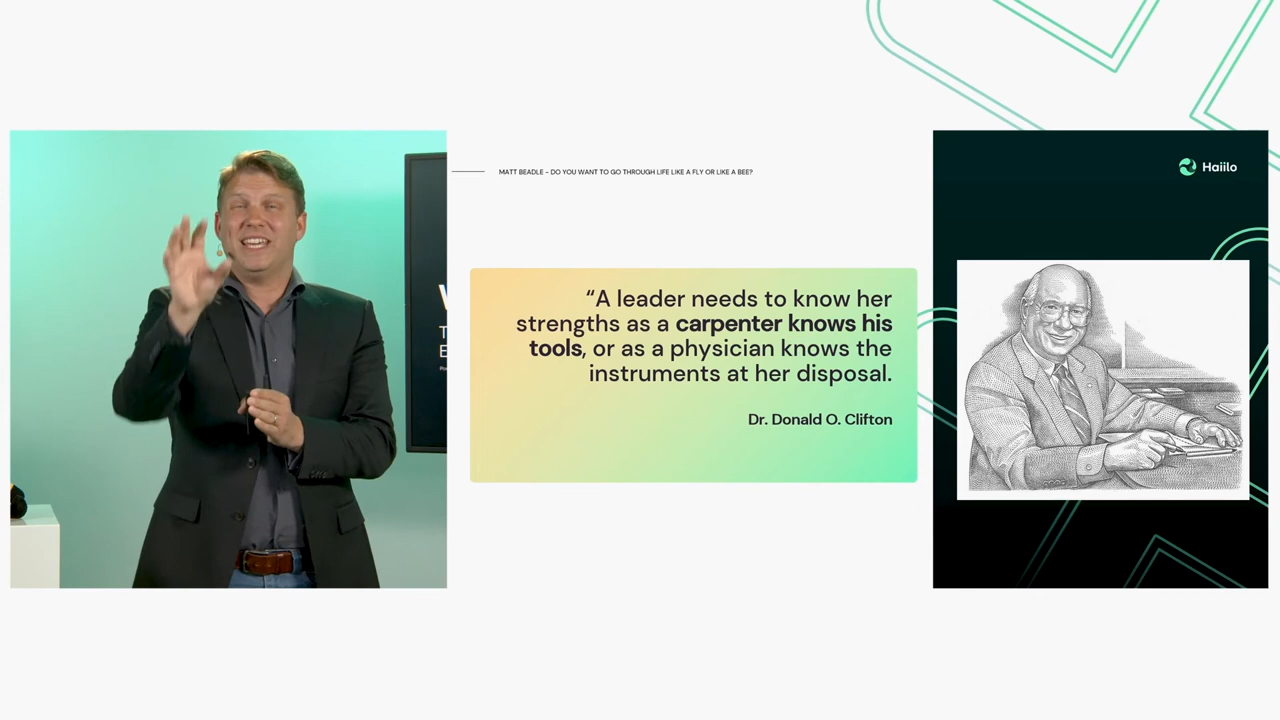 MATT BEADLE - DO YOU WANT TO GO THROUGH LIFE LIKE A FLY OR LIKE A BEE?
Haiilo
“A leader needs to know her
strengths as a carpenter knows his
tools, or as a physician knows the
instruments at her disposal.
Dr. Donald O. Clifton